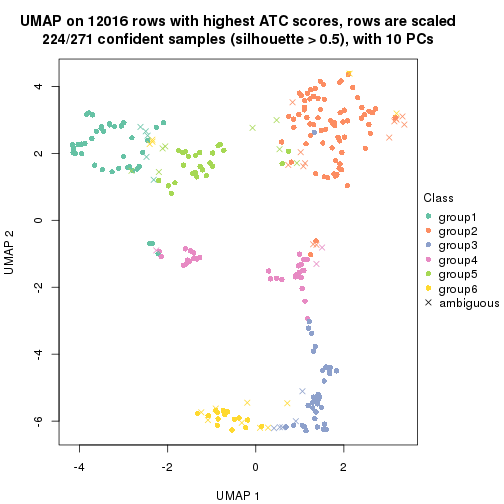 UMAP on 12016 rows with highest ATC scores, rows are scaled
224/271 confident samples (silhouette > 0.5), with 10 PCs
4
2
0
-2
-4
-6
UMAP 2
-4
-2
0
2
UMAP 1
Class
group1
group2
group3
group4
group5
group6
ambiguous